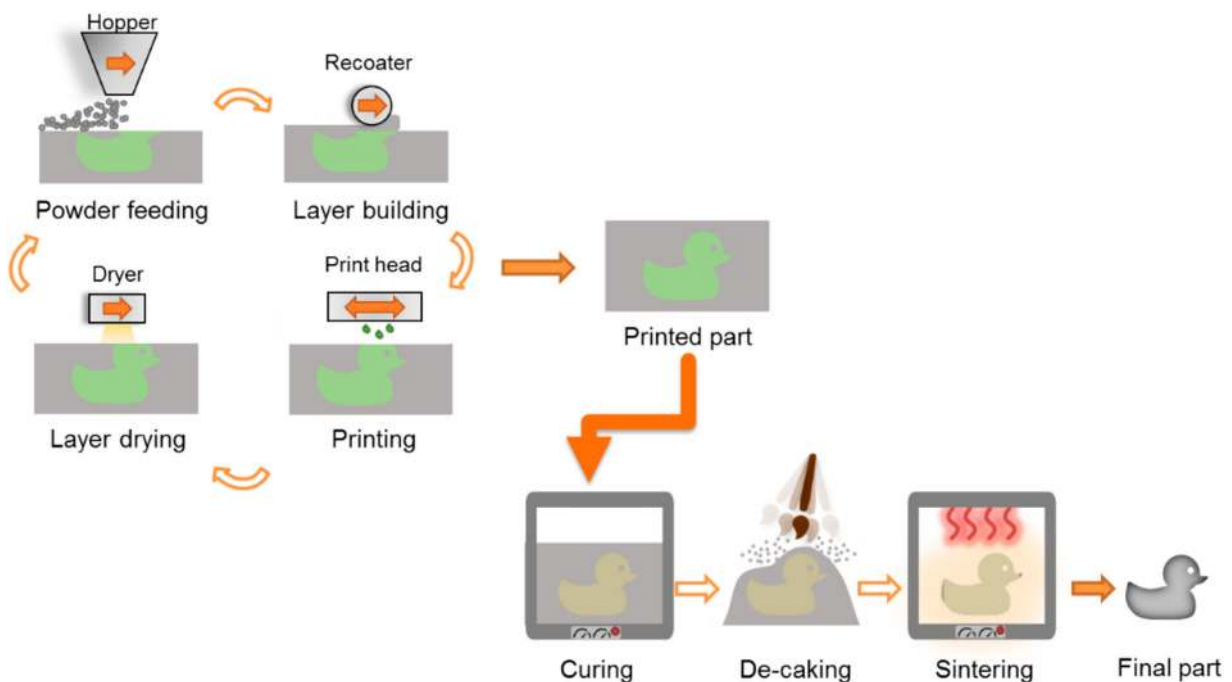 Hopper
Recoater
Powder feeding
Layer building
Dryer
Print head
Printed part
Layer drying
Printing
Curing
De-caking
Sintering
Final part